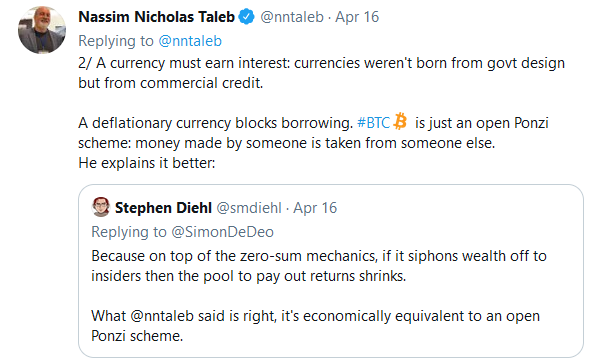 Nassim Nicholas Taleb @nntaleb · Apr 16
Replying to @nntaleb
2/ A currency must earn interest: currencies weren't born from govt design
but from commercial credit.
A deflationary currency blocks borrowing. #BTC is just an open Ponzi
scheme: money made by someone is taken from someone else.
He explains it better:
Stephen Diehl @smdiehl · Apr 16
Replying to @SimonDeDeo
Because on top of the zero-sum mechanics, if it siphons wealth off to
insiders then the pool to pay out returns shrinks.
What @nntaleb said is right, it's economically equivalent to an open
Ponzi scheme.